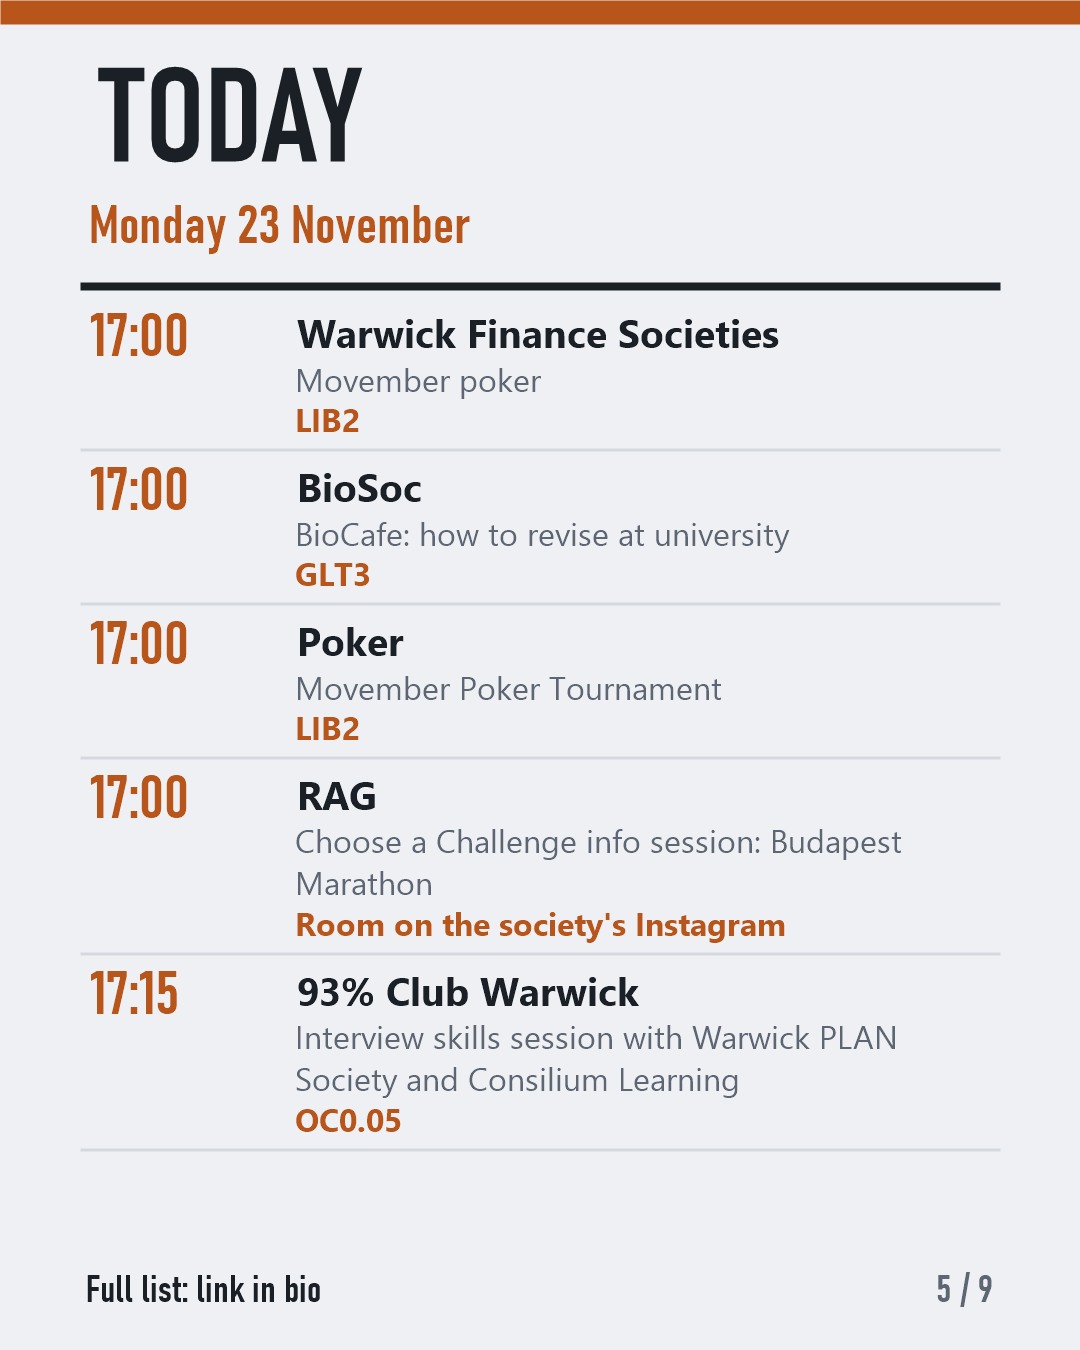 TODAY
Monday 23 November
17:00
Warwick Finance Societies
Movember poker
LIB2
17:00
BioSoc
BioCafe: how to revise at university
GLT3
17:00
Poker
Movember Poker Tournament
LIB2
17:00
RAG
Choose a Challenge info session: Budapest
Marathon
Room on the society's Instagram
17:15
93% Club Warwick
Interview skills session with Warwick PLAN
Society and Consilium Learning
OC0.05
Full list: link in bio
5 / 9